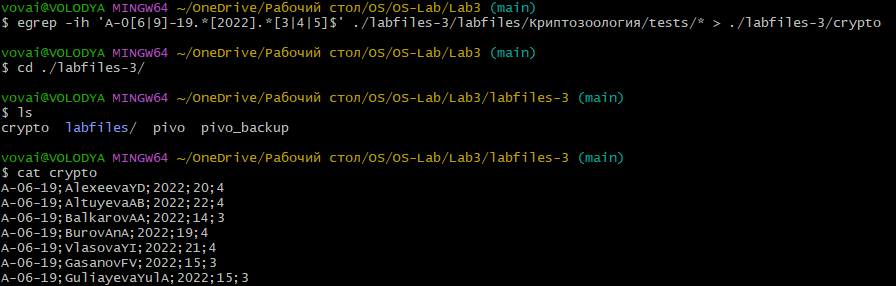 vovai@VOLODYA MINGW64 ~/OneDrive/Рабочий стол/OS/OS-Lab/Lab3 (main)
$ egrep -ih 'A-0[6|9]-19.*[2022].*[3|4|5]$' ./labfiles-3/labfiles/Криптозоология/tests/* > ./labfiles-3/crypto
vovai@VOLODYA MINGW64 ~/OneDrive/Рабочий стол/OS/OS-Lab/Lab3 (main)
$ cd ./labfiles-3/
vovai@VOLODYA MINGW64 ~/OneDrive/Рабочий стол/OS/OS-Lab/Lab3/labfiles-3 (main)
$ ls
crypto labfiles/ pivo pivo_backup
vovai@VOLODYA MINGW64 ~/OneDrive/Рабочий стол/OS/OS-Lab/Lab3/labfiles-3 (main)
$ cat crypto
A-06-19;AlexeevaYD;2022;20;4
A-06-19;AltuyevaAB;2022;22;4
A-06-19;BalkarovAA;2022;14;3
A-06-19;BurovAnA;2022;19;4
A-06-19;VlasovaYI;2022;21;4
A-06-19;GasanovFV;2022;15;3
A-06-19;GuliayevaYulA;2022;15;3